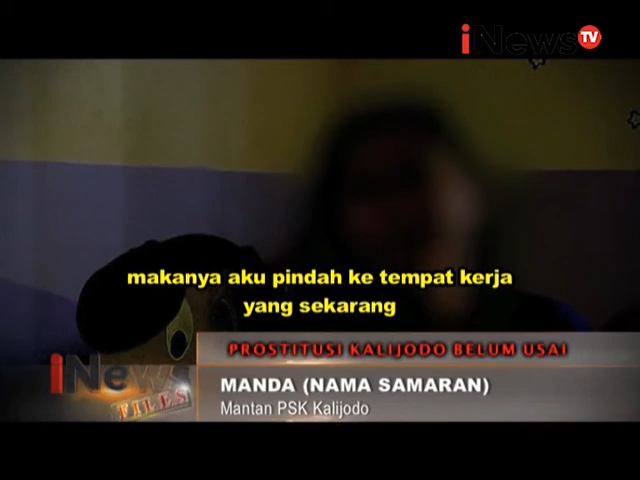 iNews TV
makanya aku pindah ke tempat kerja
yang sekarang
PROSTITUSI KALIJODO BELUM USAI
iNews
FILES
MANDA (NAMA SAMARAN)
Mantan PSK Kalijodo